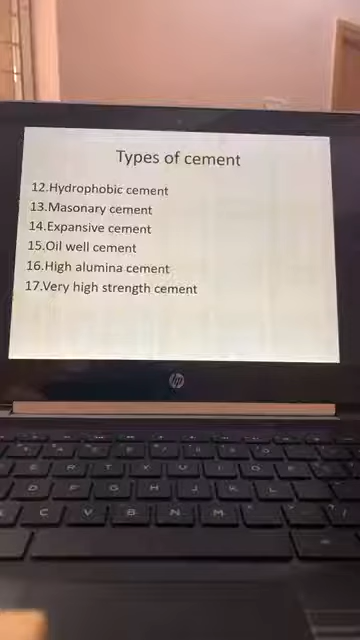 Types of cement
12.Hydrophobic cement
13.Masonary cement
14.Expansive cement
15.Oil well cement
16.High alumina cement
17.Very high strength cement
hp
E R T Y U I O P
D F G H J K L
C V B N M